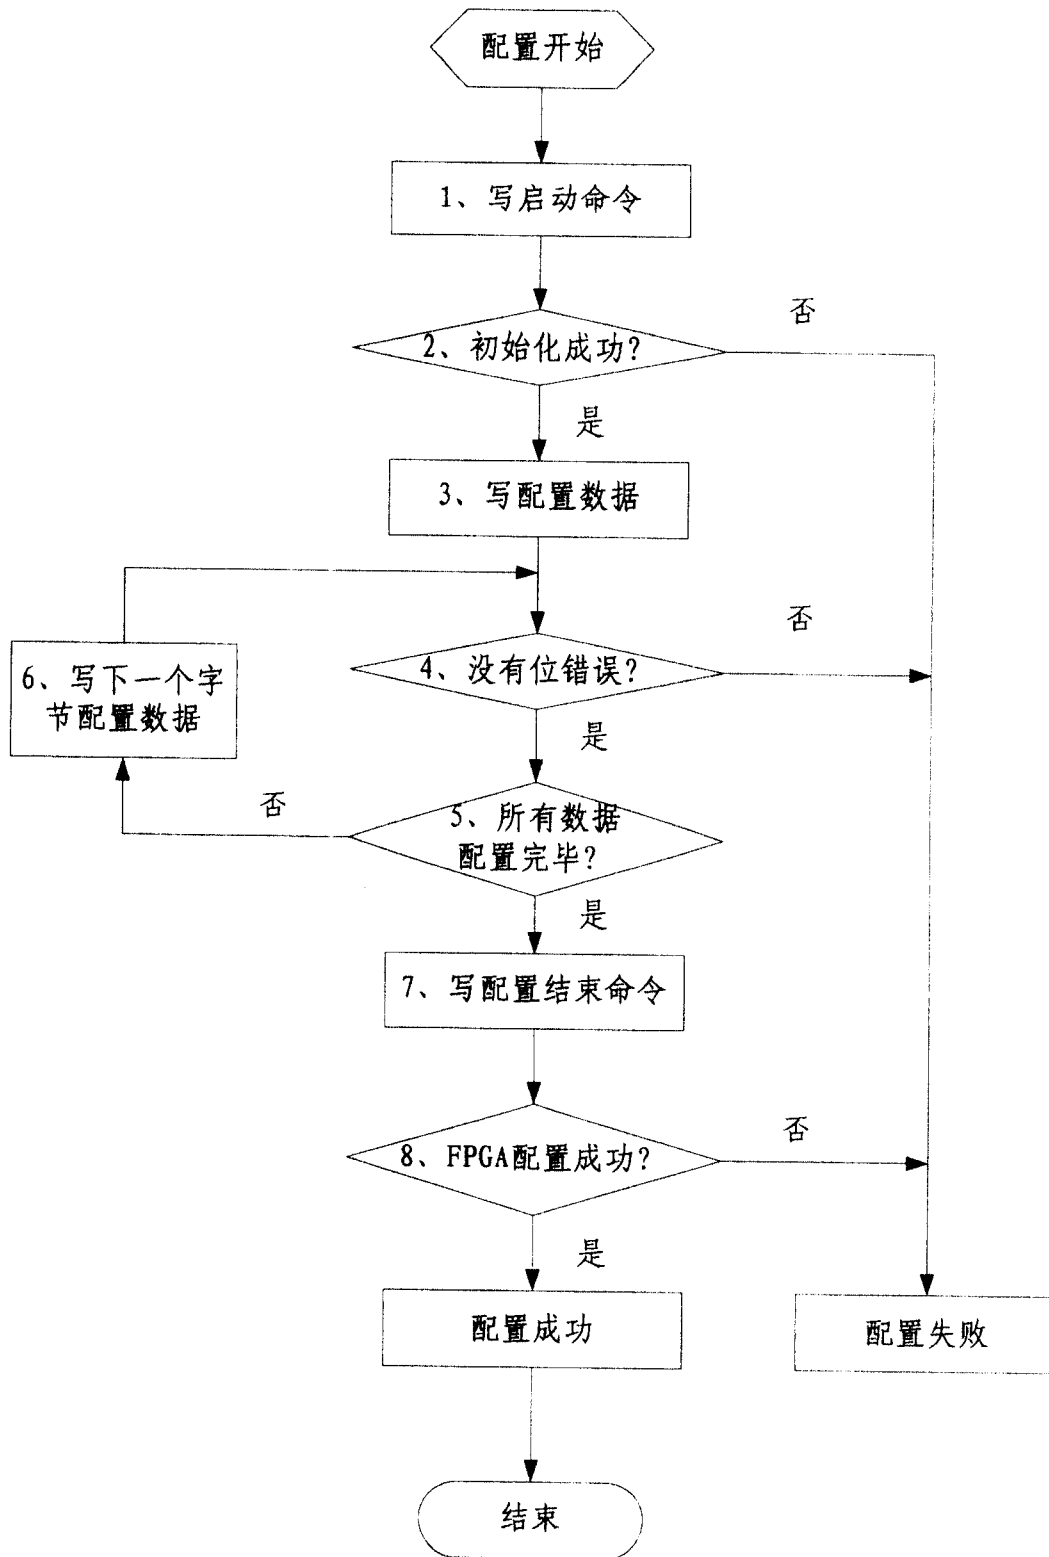 配置开始
1、写启动命令
否
2、初始化成功?
是
3、写配置数据
否
4、没有位错误?
6、写下一个字
节配置数据
是
否
5、所有数据
配置完毕?
是
7、写配置结束命令
否
8、FPGA配置成功?
是
配置成功
配置失败
结束